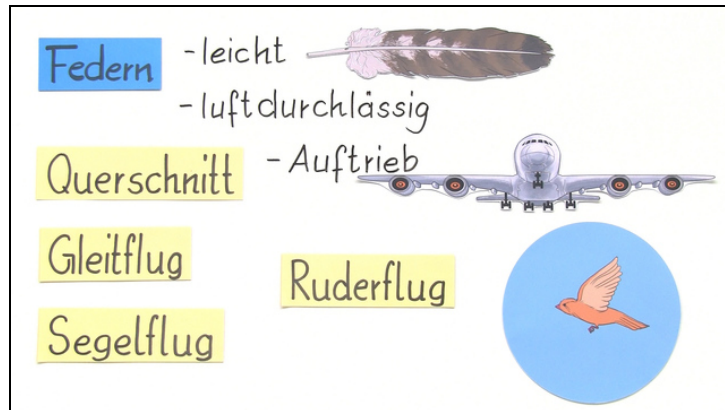 Federn
-leicht
-luftdurchlässig
Querschnitt
-Auftrieb
Gleitflug
Ruderflug
Segelflug